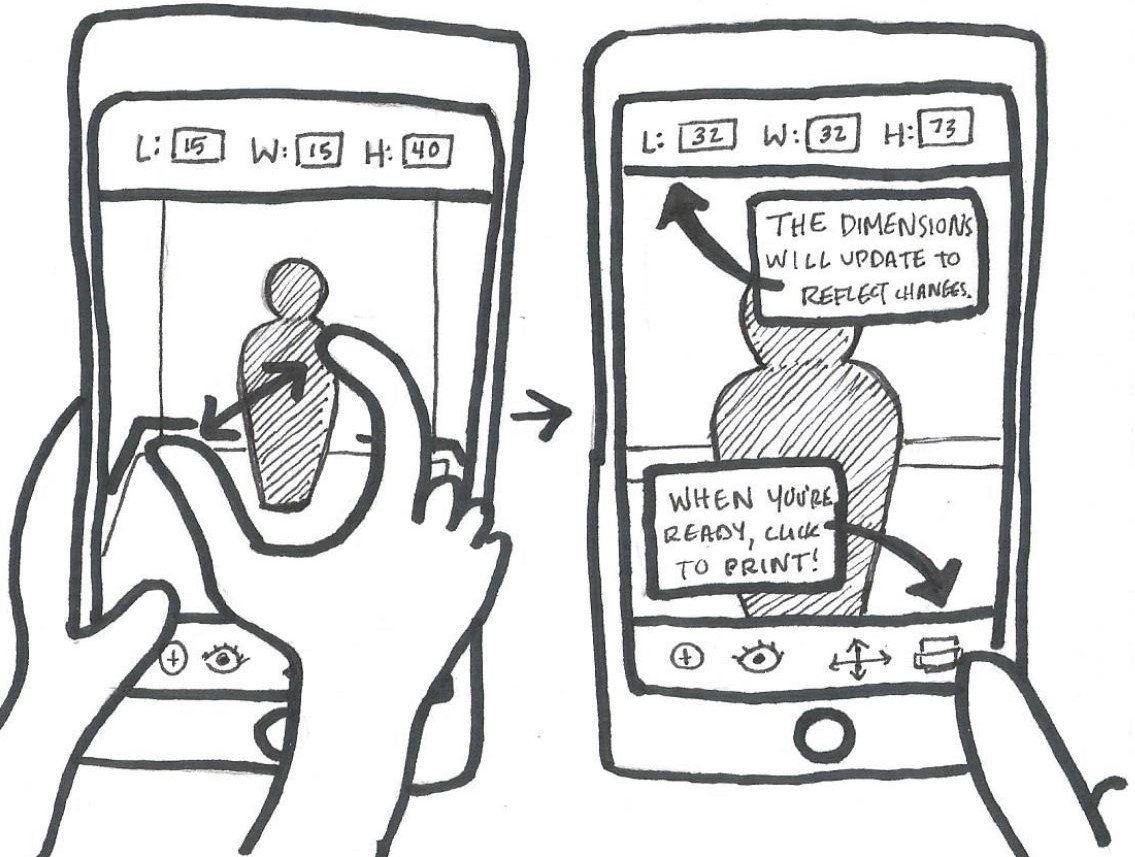 L: 15 W: 15 H: 40
L: 32 W: 32 H: 73
THE DIMENSIONS
WILL UPDATE TO
REFLECT CHANGES.
WHEN YOU'RE
READY, CLICK
TO PRINT!